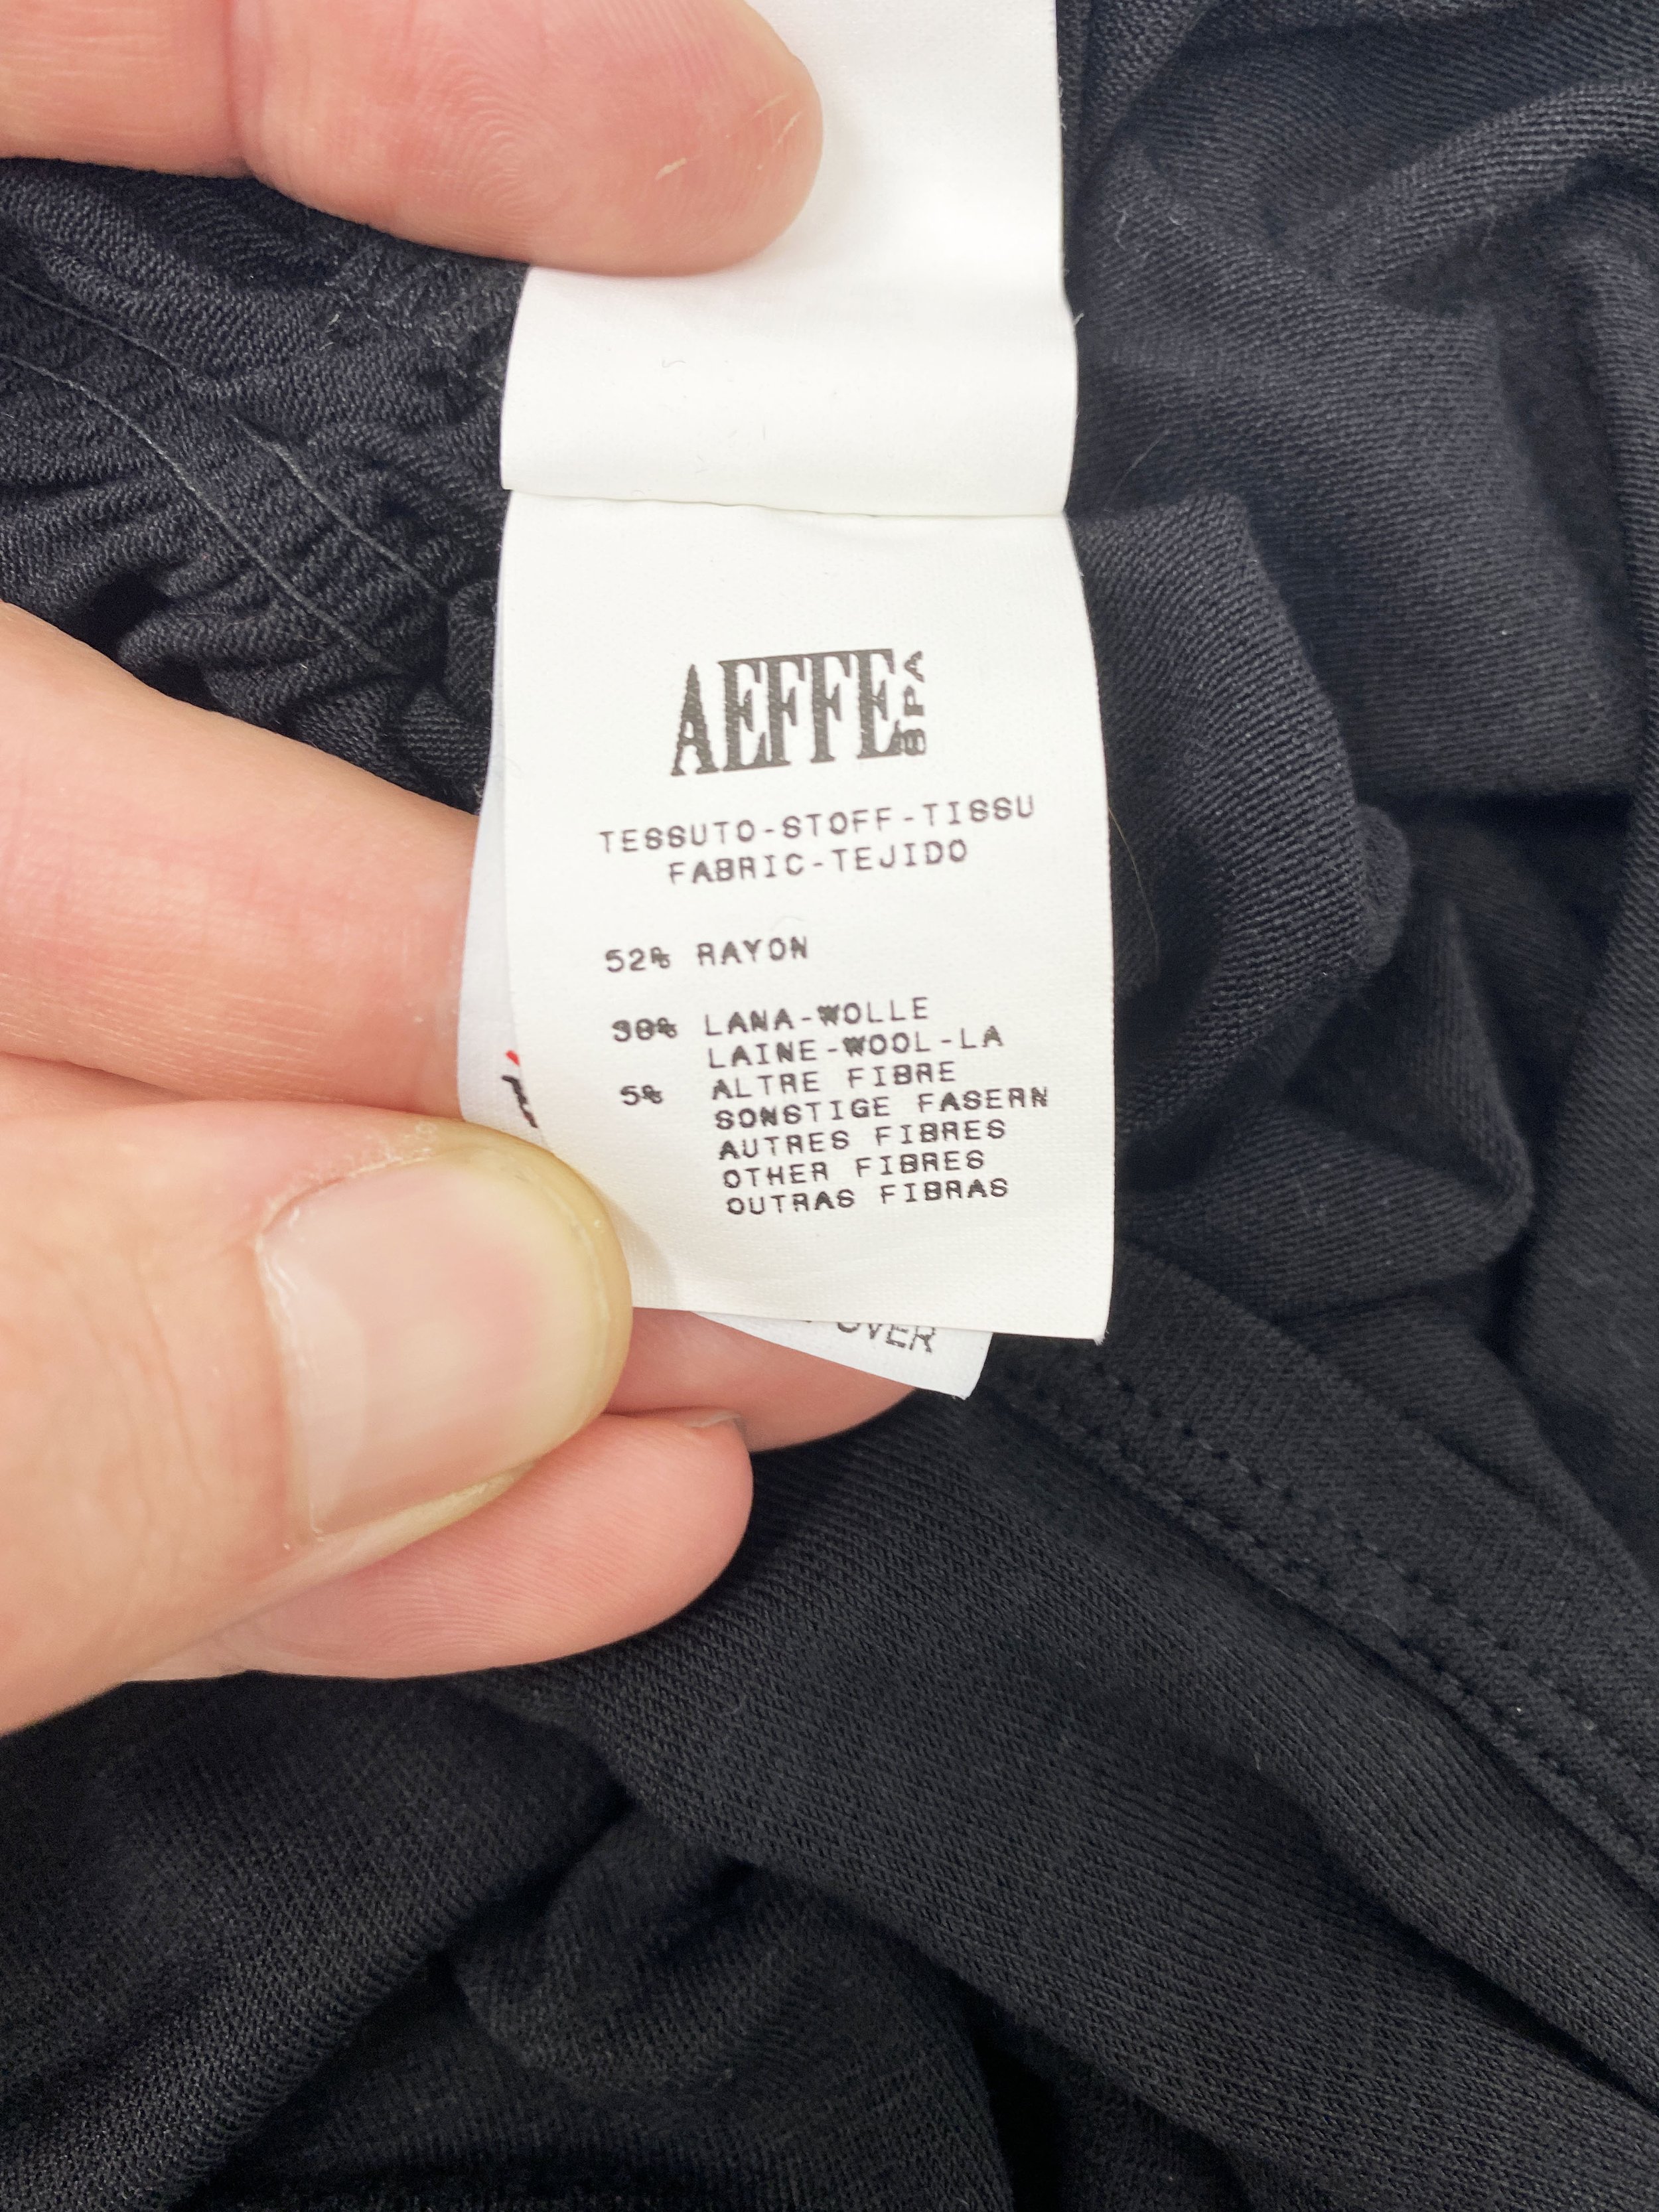 AEFFE SPA
TESSUTO-STOFF-TISSU
FABRIC-TEJIDO
52% RAYON
38% LANA-WOLLE
LAINE-WOOL-LA
5% ALTRE FIBRE
SONSTIGE FASERN
AUTRES FIBRES
OTHER FIBRES
OUTRAS FIBRAS
OVER